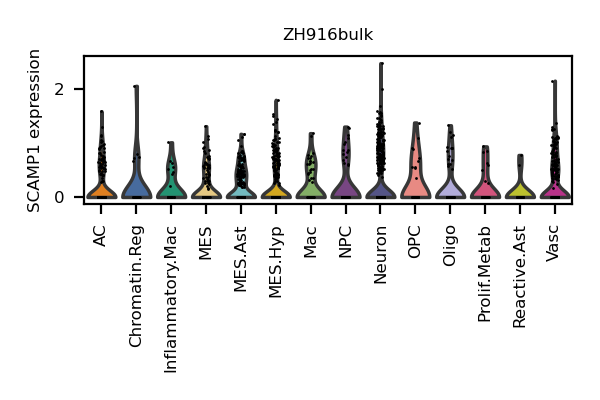 ZH916bulk
SCAMP1 expression
2
0
AC
Chromatin.Reg
Inflammatory.Mac
MES
MES.Ast
MES.Hyp
Mac
NPC
Neuron
OPC
Oligo
Prolif.Metab
Reactive.Ast
Vasc